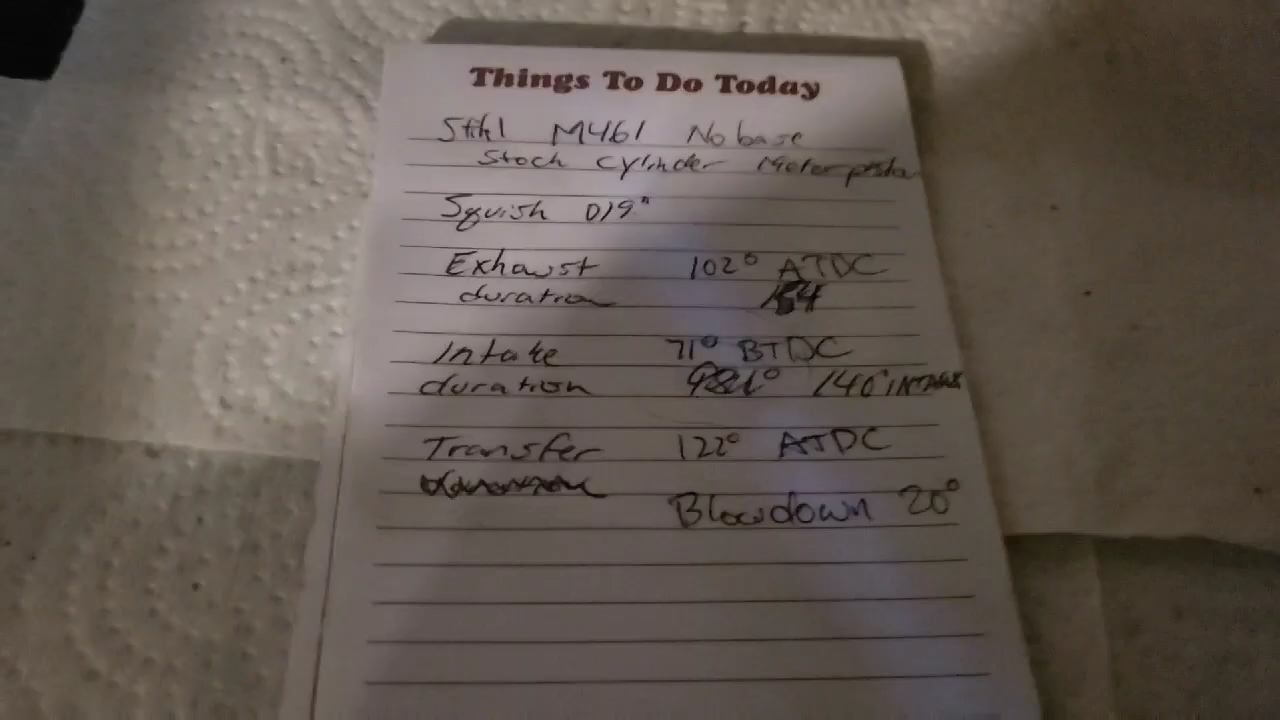 Things To Do Today
Stihl M461 No base
Stock Cylinder Meteor piston
Squish 019"
Exhaust 102° ATDC
duration 154
Intake 71° BTDC
duration 140° INTAKE
Transfer 122° ATDC
Blowdown 20°